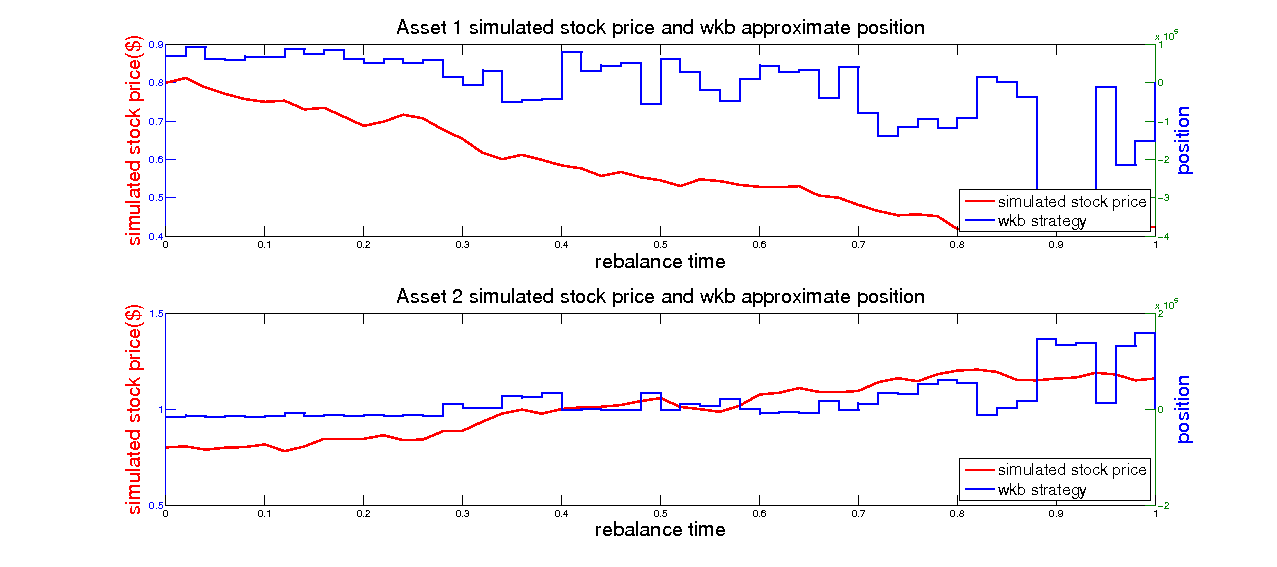 Asset 1 simulated stock price and wkb approximate position
x 10^5
simulated stock price($)
0.9
0.8
0.7
0.6
0.5
0.4
1
0
-1
-2
-3
-4
position
simulated stock price
wkb strategy
0 0.1 0.2 0.3 0.4 0.5 0.6 0.7 0.8 0.9 1
rebalance time
Asset 2 simulated stock price and wkb approximate position
x 10^5
simulated stock price($)
1.5
1
0.5
2
0
-2
position
simulated stock price
wkb strategy
0 0.1 0.2 0.3 0.4 0.5 0.6 0.7 0.8 0.9 1
rebalance time